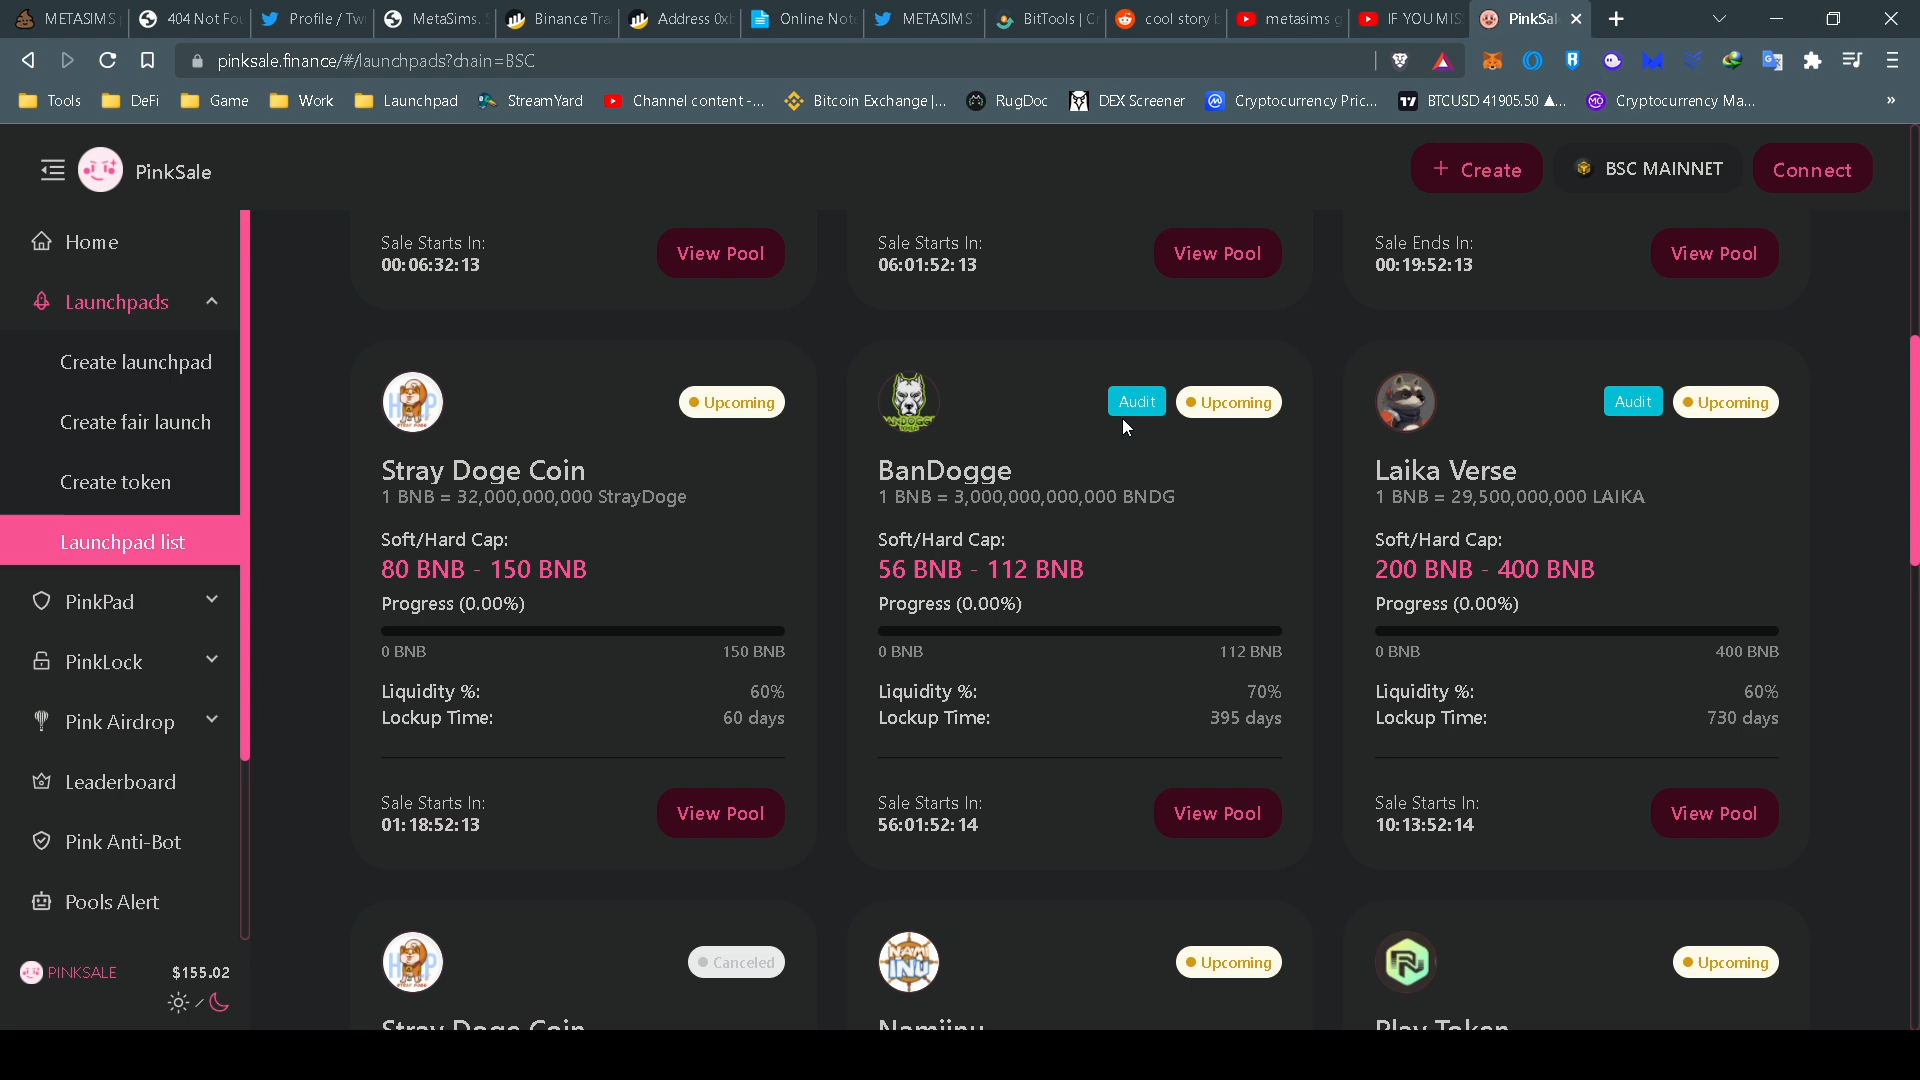 METASIMS
404 Not Fou
Profile / Tw
MetaSims.
Binance Tra
Address 0xb
Online Note
METASIMS
BitTools | C
cool story b
metasims g
IF YOU MIS
PinkSal
pinksale.finance/#/launchpads?chain=BSC
Tools
DeFi
Game
Work
Launchpad
StreamYard
Channel content -...
Bitcoin Exchange |...
RugDoc
DEX Screener
Cryptocurrency Pric...
BTCUSD 41905.50 ▲...
Cryptocurrency Ma...
»
PinkSale
+ Create
BSC MAINNET
Connect
Home
Launchpads
Create launchpad
Create fair launch
Create token
Launchpad list
PinkPad
PinkLock
Pink Airdrop
Leaderboard
Pink Anti-Bot
Pools Alert
PINKSALE $155.02
/
Sale Starts In:
00:06:32:13
View Pool
Sale Starts In:
06:01:52:13
View Pool
Sale Ends In:
00:19:52:13
View Pool
Upcoming
Stray Doge Coin
1 BNB = 32,000,000,000 StrayDoge
Soft/Hard Cap:
80 BNB - 150 BNB
Progress (0.00%)
0 BNB 150 BNB
Liquidity %: 60%
Lockup Time: 60 days
Sale Starts In:
01:18:52:13
View Pool
Audit
Upcoming
BanDogge
1 BNB = 3,000,000,000,000 BNDG
Soft/Hard Cap:
56 BNB - 112 BNB
Progress (0.00%)
0 BNB 112 BNB
Liquidity %: 70%
Lockup Time: 395 days
Sale Starts In:
56:01:52:14
View Pool
Audit
Upcoming
Laika Verse
1 BNB = 29,500,000,000 LAIKA
Soft/Hard Cap:
200 BNB - 400 BNB
Progress (0.00%)
0 BNB 400 BNB
Liquidity %: 60%
Lockup Time: 730 days
Sale Starts In:
10:13:52:14
View Pool
Canceled
Stray Doge Coin
NAMI
INU
Upcoming
Namiinu
Upcoming
Play Token